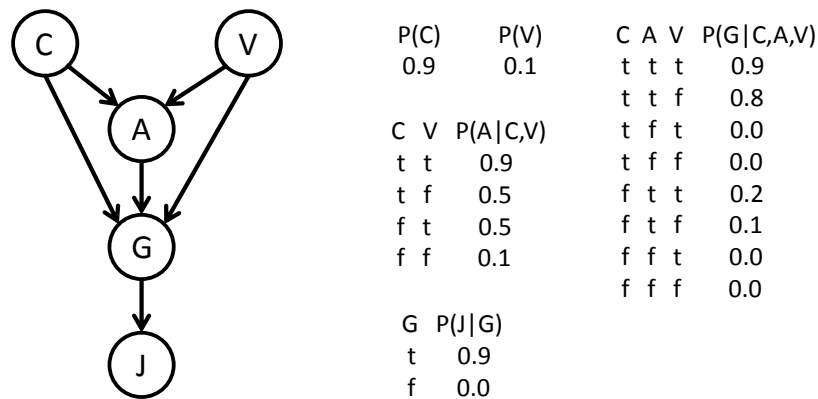 C
V
A
G
J
P(C) P(V)
0.9 0.1
C V P(A|C,V)
t t 0.9
t f 0.5
f t 0.5
f f 0.1
G P(J|G)
t 0.9
f 0.0
C A V P(G|C,A,V)
t t t 0.9
t t f 0.8
t f t 0.0
t f f 0.0
f t t 0.2
f t f 0.1
f f t 0.0
f f f 0.0